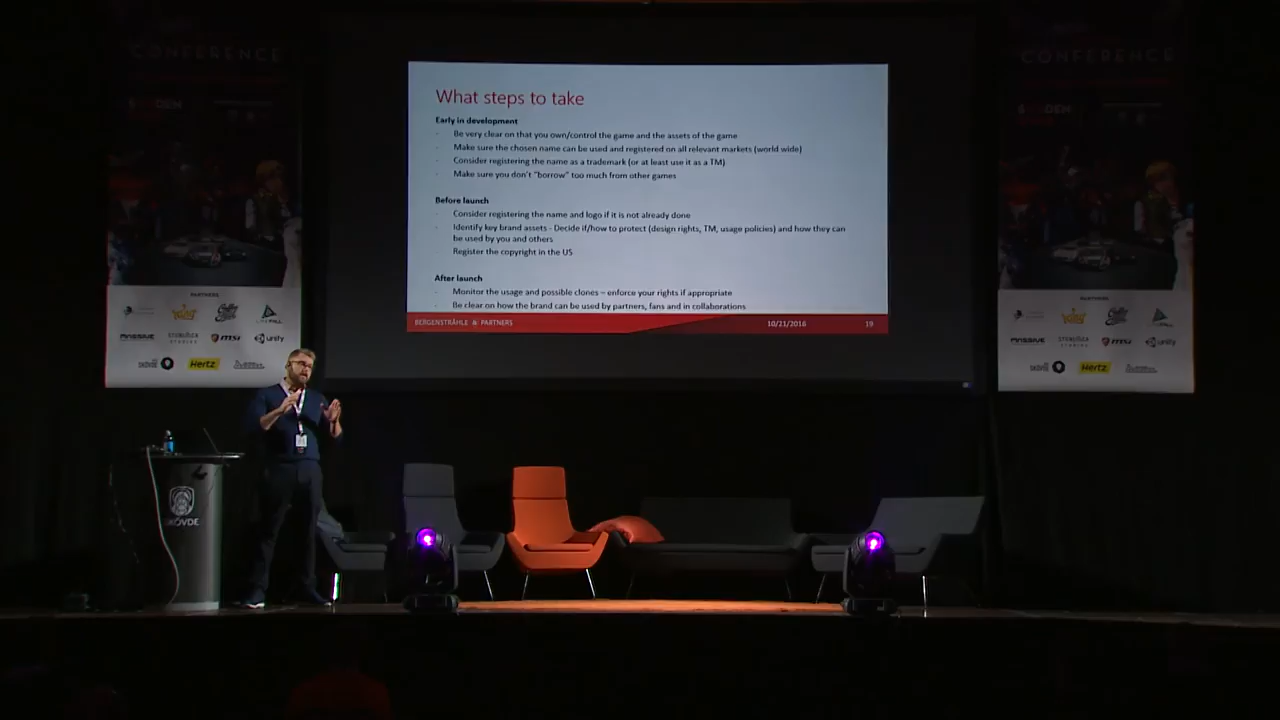 CONFERENCE
CONFERENCE
What steps to take
Early in development
- Be very clear on that you own/control the game and the assets of the game
- Make sure the chosen name can be used and registered on all relevant markets (world wide)
- Consider registering the name as a trademark (or at least use it as a TM)
- Make sure you don't "borrow" too much from other games
Before launch
- Consider registering the name and logo if it is not already done
- Identify key brand assets - Decide if/how to protect (design rights, TM, usage policies) and how they can
be used by you and others
Register the copyright in the US
After launch
- Monitor the usage and possible clones – enforce your rights if appropriate
- Be clear on how the brand can be used by partners, fans and in collaborations
BERGENSTRÅHLE & PARTNERS
10/21/2016
19
PARTNERS
King
MASSIVE
STUNLOCK
STUDIOS
msi
unity
Hertz
PARTNERS
King
MASSIVE
STUNLOCK
STUDIOS
msi
unity
Hertz
SKÖVDE